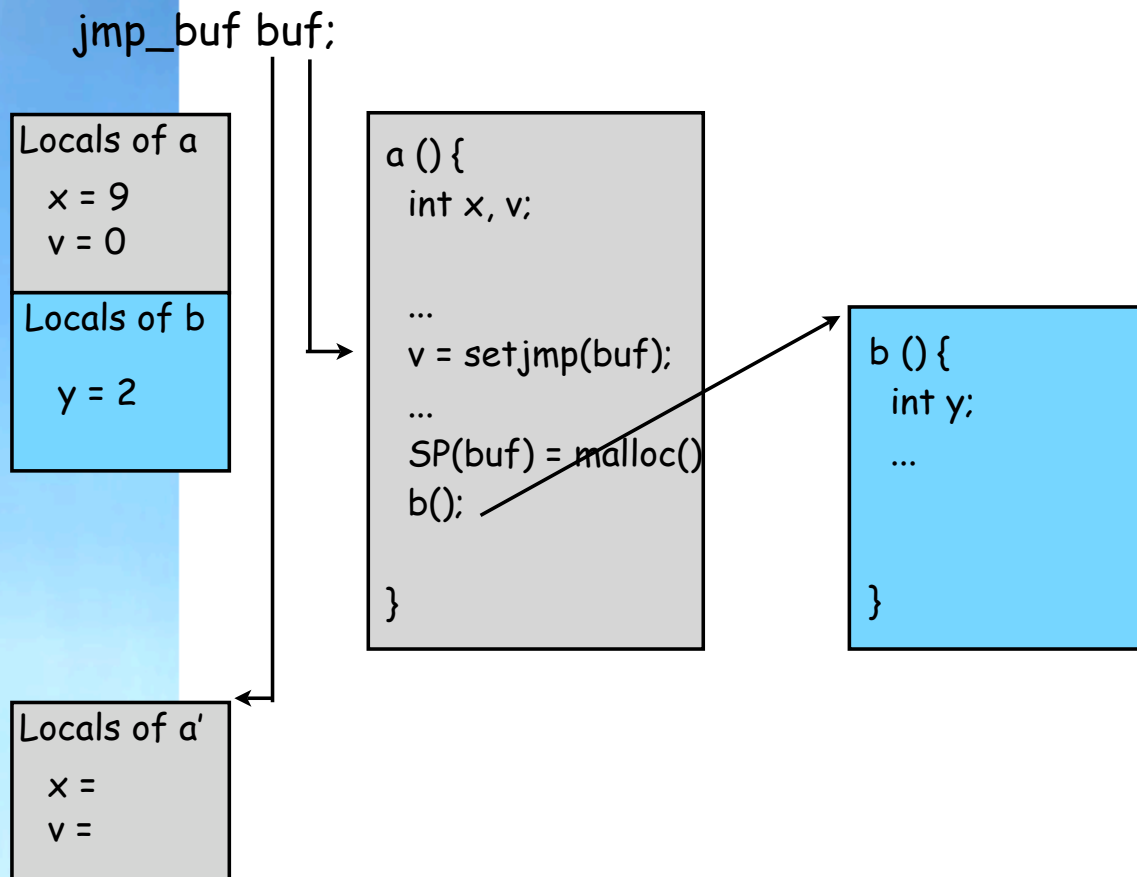 jmp_buf buf;
Locals of a
x = 9
v = 0
Locals of b
y = 2
a () {
int x, v;
...
v = setjmp(buf);
...
SP(buf) = malloc()
b();
}
b () {
int y;
...
}
Locals of a’
x =
v =